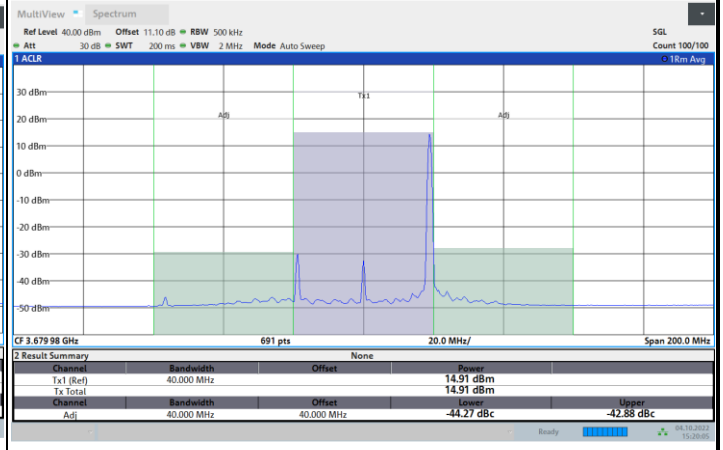 MultiView Spectrum
Ref Level 40.00 dBm Offset 11.10 dB RBW 500 kHz SGL
Att 30 dB SWT 200 ms VBW 2 MHz Mode Auto Sweep Count 100/100
1 ACLR 1Rm Avg
30 dBm
Tx1
20 dBm
Adj Adj
10 dBm
0 dBm
-10 dBm
-20 dBm
-30 dBm
-40 dBm
-50 dBm
CF 3.679 98 GHz 691 pts 20.0 MHz/ Span 200.0 MHz
2 Result Summary None
Channel Bandwidth Offset Power
Tx1 (Ref) 40.000 MHz 14.91 dBm
Tx Total 14.91 dBm
Channel Bandwidth Offset Lower Upper
Adj 40.000 MHz 40.000 MHz -44.27 dBc -42.88 dBc
Ready 04.10.2022
15:20:05